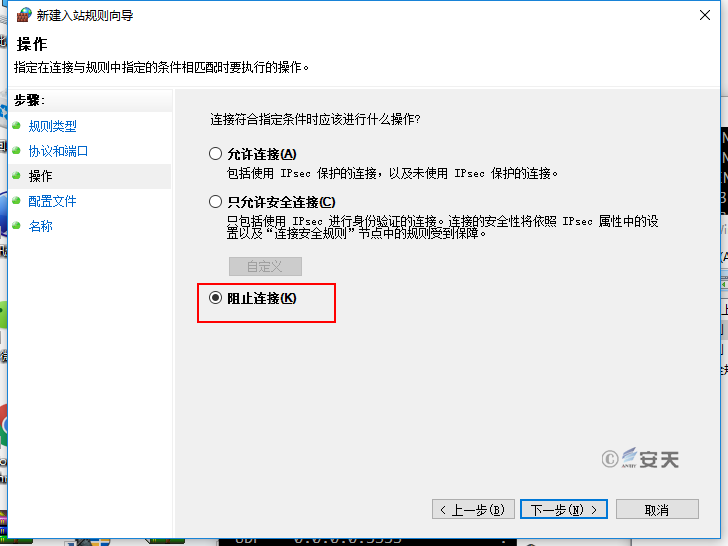 新建入站规则向导
操作
指定在连接与规则中指定的条件相匹配时要执行的操作。
步骤:
规则类型
协议和端口
操作
配置文件
名称
连接符合指定条件时应该进行什么操作?
允许连接(A)
包括使用 IPsec 保护的连接，以及未使用 IPsec 保护的连接。
只允许安全连接(C)
只包括使用 IPsec 进行身份验证的连接。连接的安全性将依照 IPsec 属性中的设
置以及“连接安全规则”节点中的规则受到保障。
自定义
阻止连接(K)
© ANTIY 安天
< 上一步(B)
下一步(N) >
取消